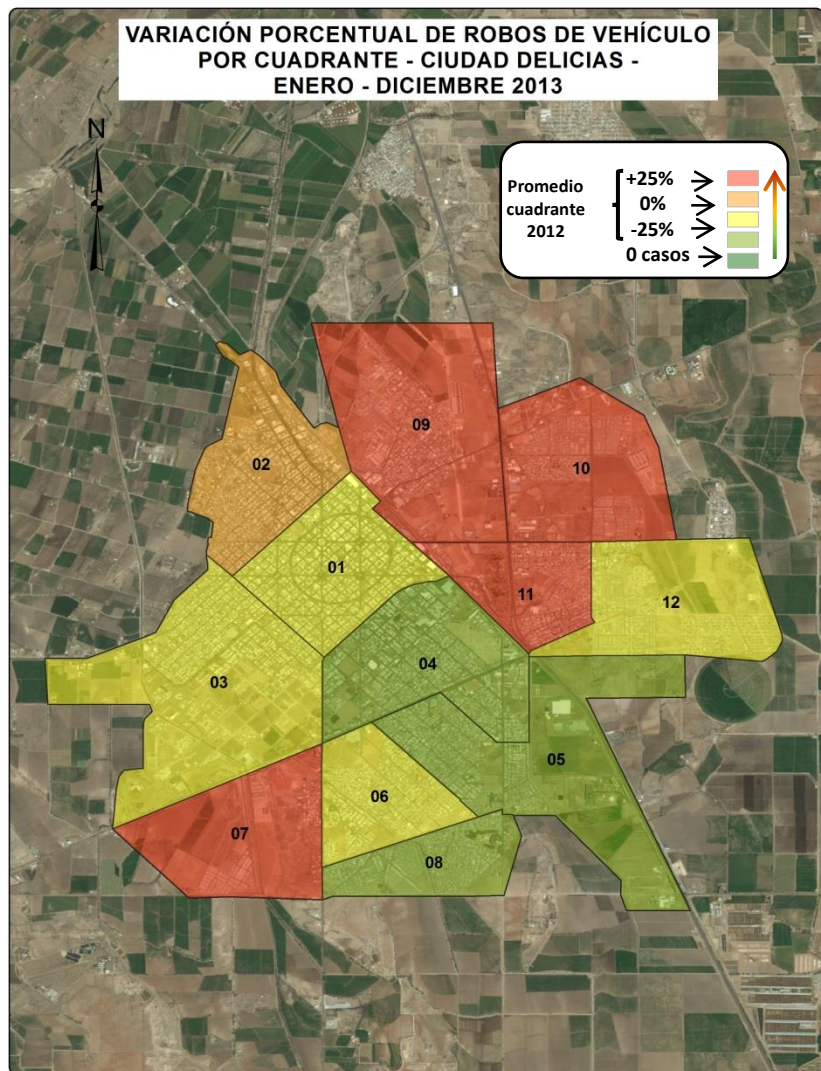 VARIACIÓN PORCENTUAL DE ROBOS DE VEHÍCULO
POR CUADRANTE - CIUDAD DELICIAS -
ENERO - DICIEMBRE 2013
N
Promedio
cuadrante
2012
+25%
0%
-25%
0 casos
09
02
10
01
11
12
04
03
05
06
07
08